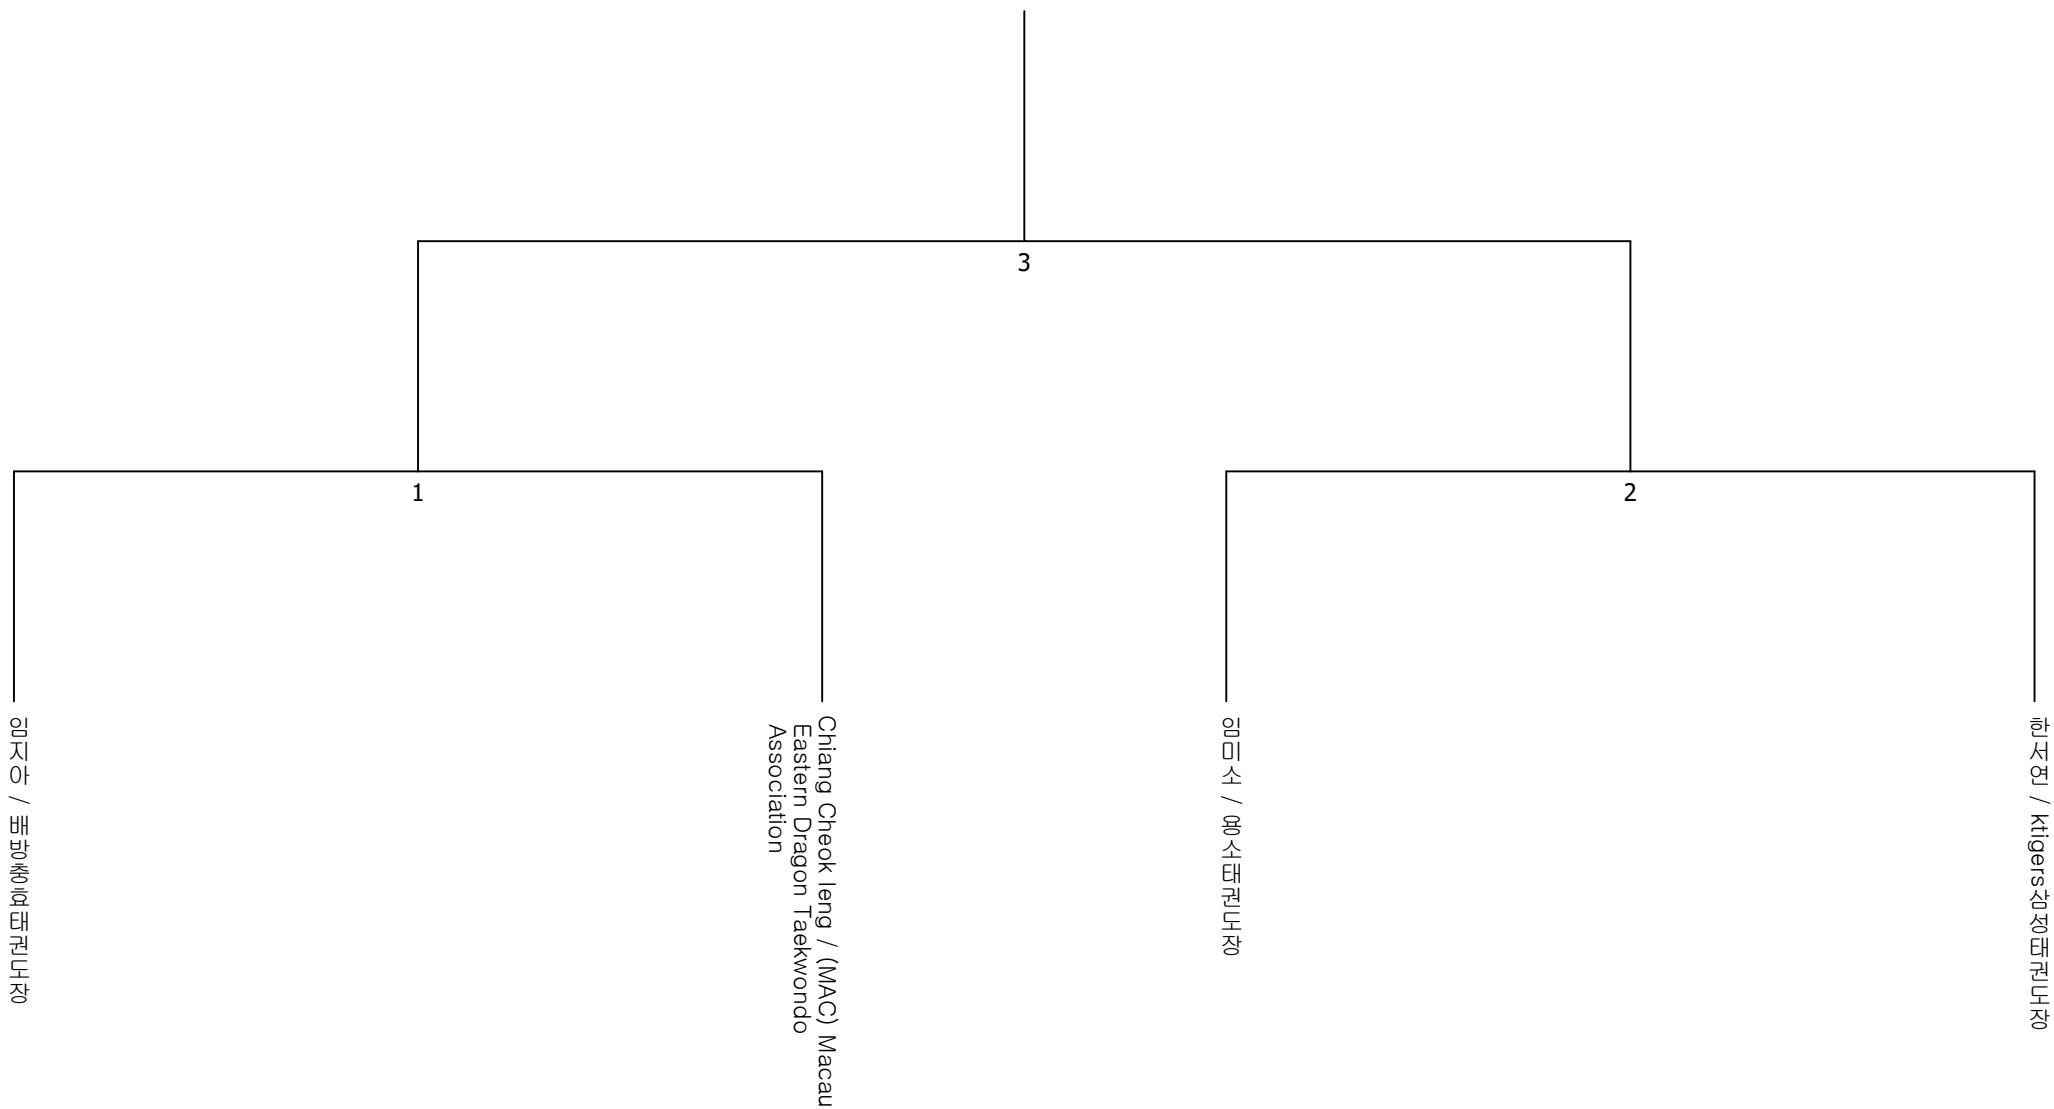 3
1
2
임지아 / 배방충효태권도장
Chiang Cheok Ieng / (MAC) Macau
Eastern Dragon Taekwondo
Association
임미소 / 용소태권도장
한서연 / ktigers삼성태권도장